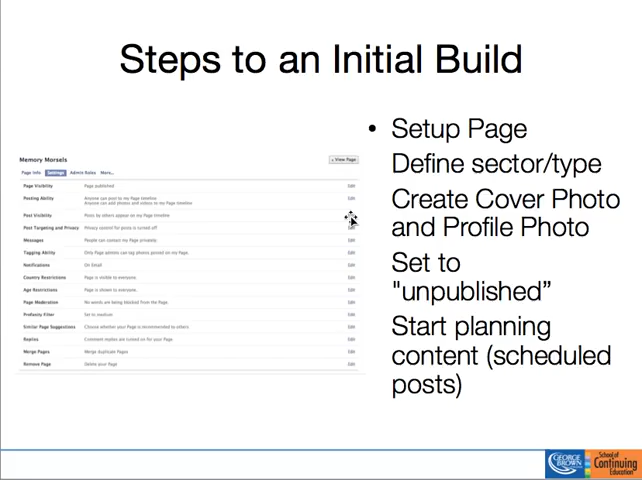 Steps to an Initial Build
Memory Morsels
« View Page
Page Info Settings Admin Roles More...
Page Visibility Page published Edit
Posting Ability Anyone can post to my Page timeline Edit
Anyone can add photos and videos to my Page timeline
Post Visibility Posts by others appear on my Page timeline Edit
Post Targeting and Privacy Privacy control for posts is turned off Edit
Messages People can contact my Page privately. Edit
Tagging Ability Only Page admins can tag photos posted on my Page. Edit
Notifications On Email Edit
Country Restrictions Page is visible to everyone. Edit
Age Restrictions Page is shown to everyone. Edit
Page Moderation No words are being blocked from the Page. Edit
Profanity Filter Set to medium Edit
Similar Page Suggestions Choose whether your Page is recommended to others Edit
Replies Comment replies are turned on for your Page Edit
Merge Pages Merge duplicate Pages Edit
Remove Page Delete your Page Edit
• Setup Page
Define sector/type
Create Cover Photo
and Profile Photo
Set to
"unpublished”
Start planning
content (scheduled
posts)
GEORGE
BROWN
School of
Continuing
Education